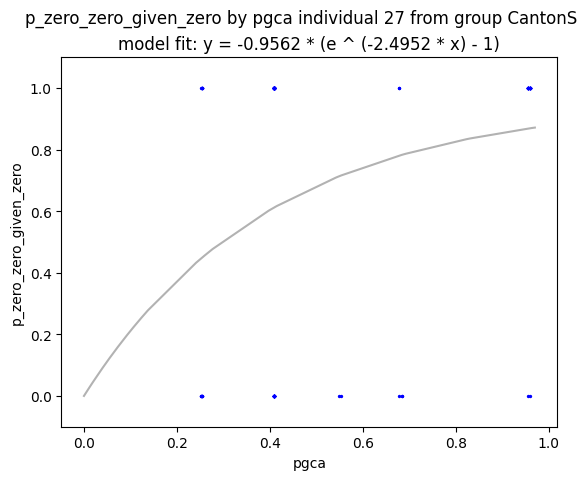 p_zero_zero_given_zero by pgca individual 27 from group CantonS
model fit: y = -0.9562 * (e ^ (-2.4952 * x) - 1)
1.0
0.8
0.6
0.4
0.2
0.0
p_zero_zero_given_zero
0.0 0.2 0.4 0.6 0.8 1.0
pgca